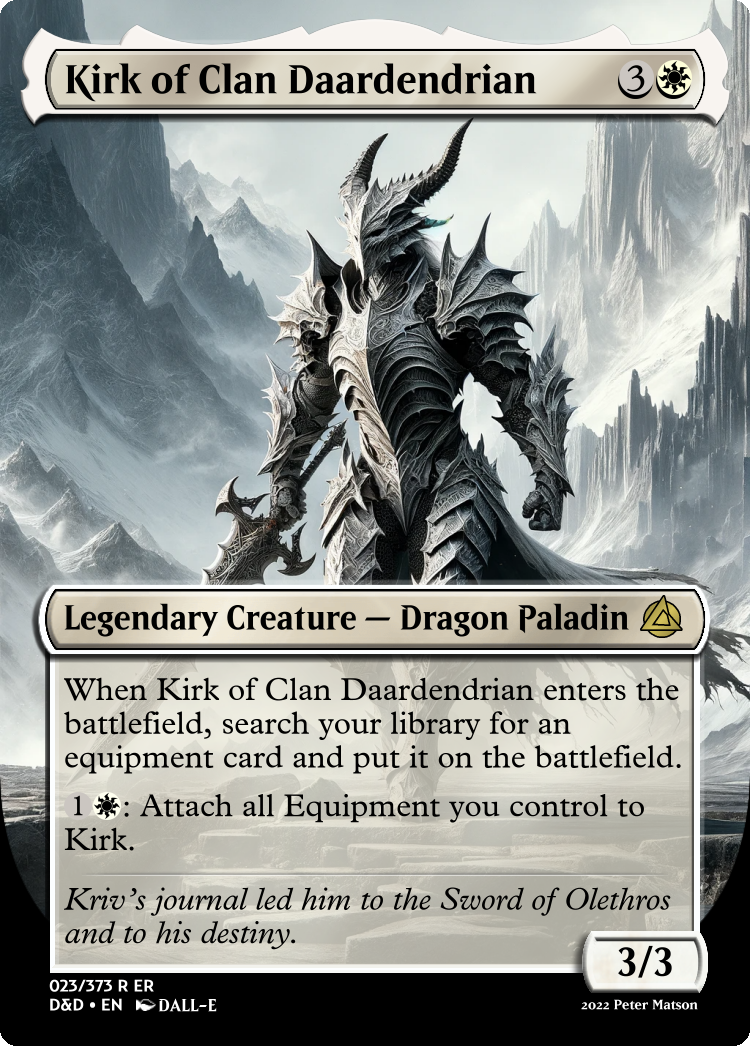 Kirk of Clan Daardendrian 3
Legendary Creature — Dragon Paladin
When Kirk of Clan Daardendrian enters the
battlefield, search your library for an
equipment card and put it on the battlefield.
1 : Attach all Equipment you control to
Kirk.
Kriv's journal led him to the Sword of Olethros
and to his destiny.
3/3
023/373 R ER
D&D • EN DALL-E
2022 Peter Matson